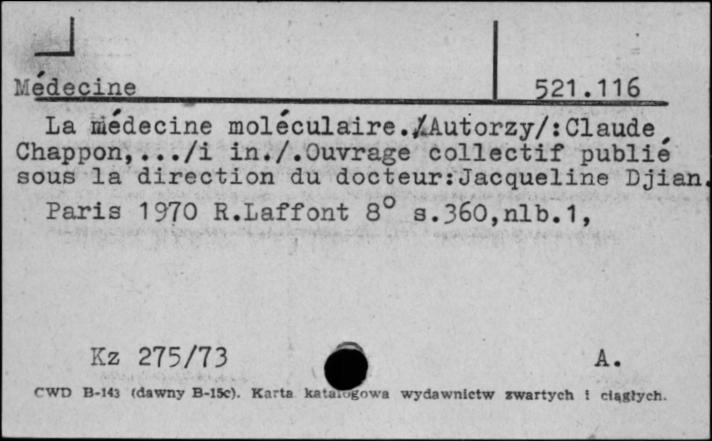 Médecine 521.116
La médecine moléculaire./Autorzy/:Claude
Chappon,.../i in./.Ouvrage collectif publié
sous la direction du docteur:Jacqueline Djian.
Paris 1970 R.Laffont 8° s.360,nlb.1,
Kz 275/73 A.
CWD B-143 (dawny B-15c). Karta katalogowa wydawnictw zwartych i ciągłych.